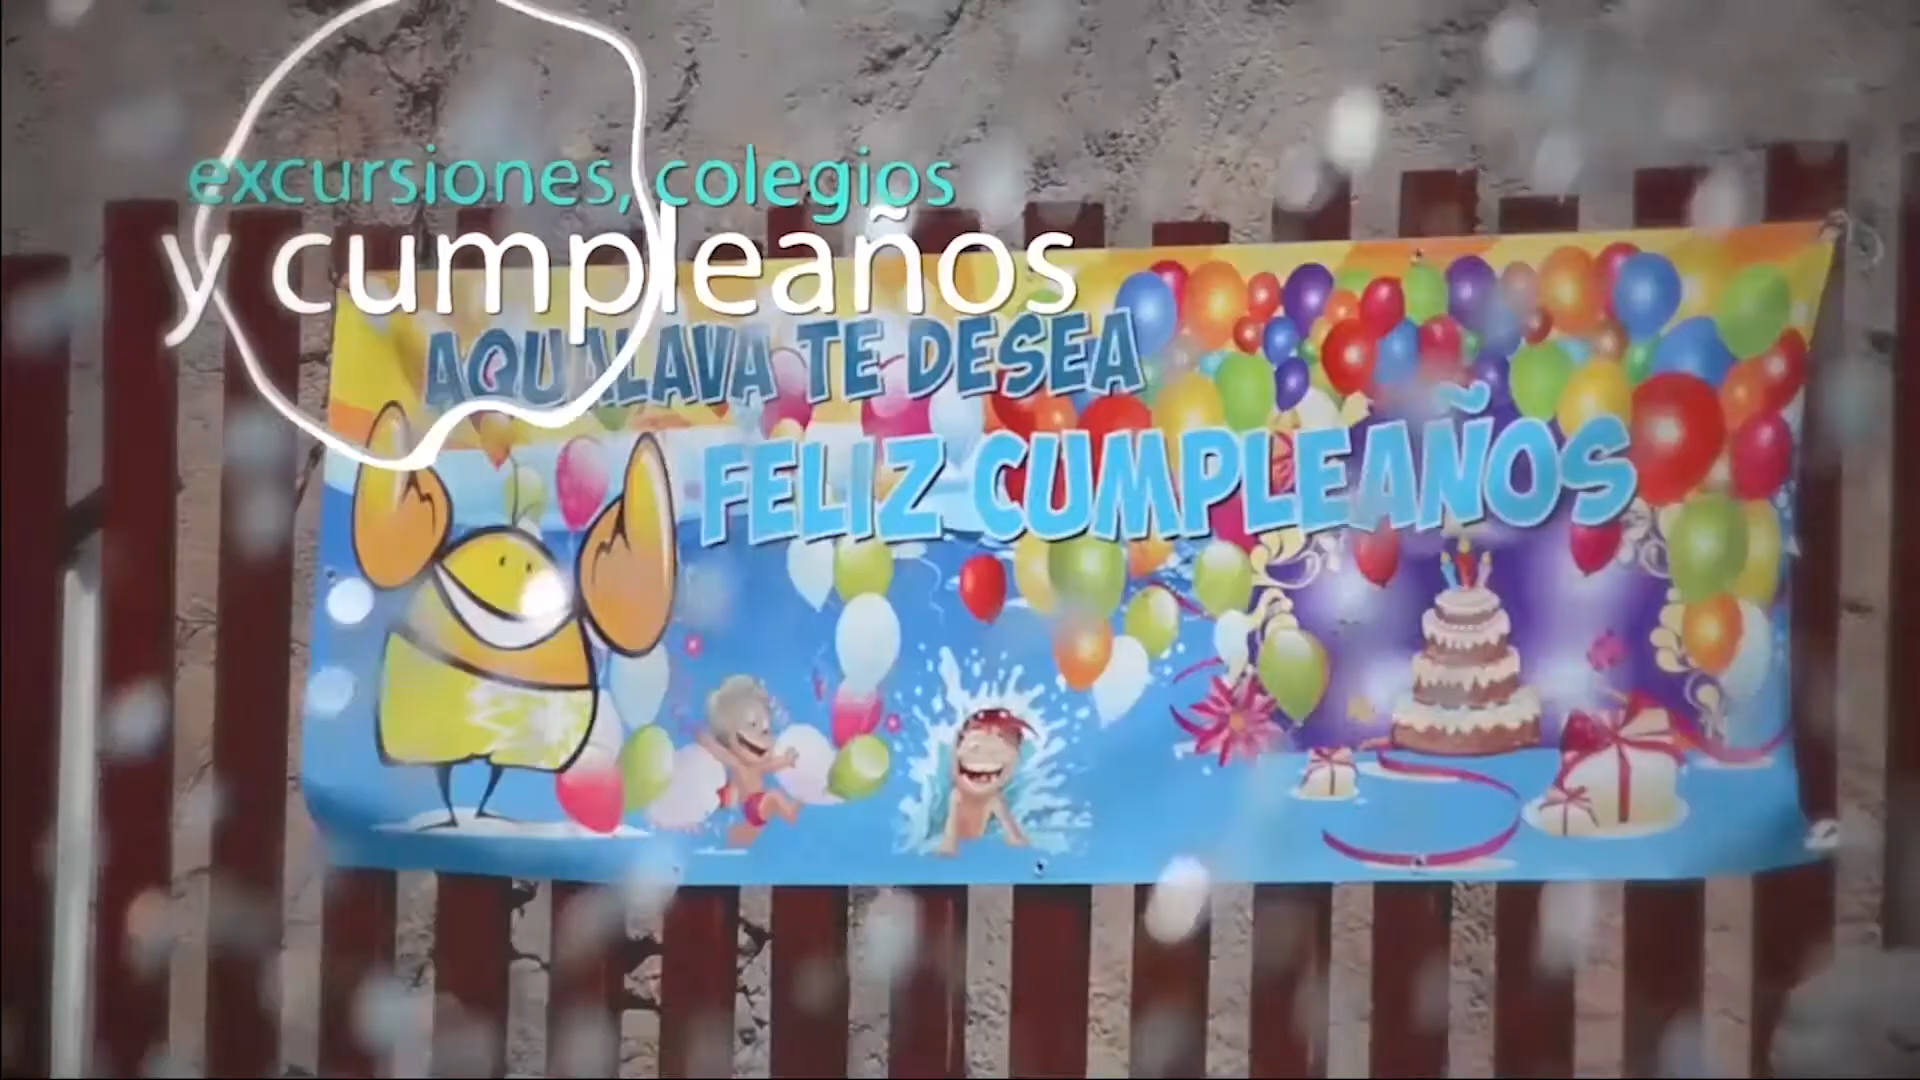 excursiones, colegios
y cumpleaños
AQUALAVA TE DESEA
FELIZ CUMPLEAÑOS